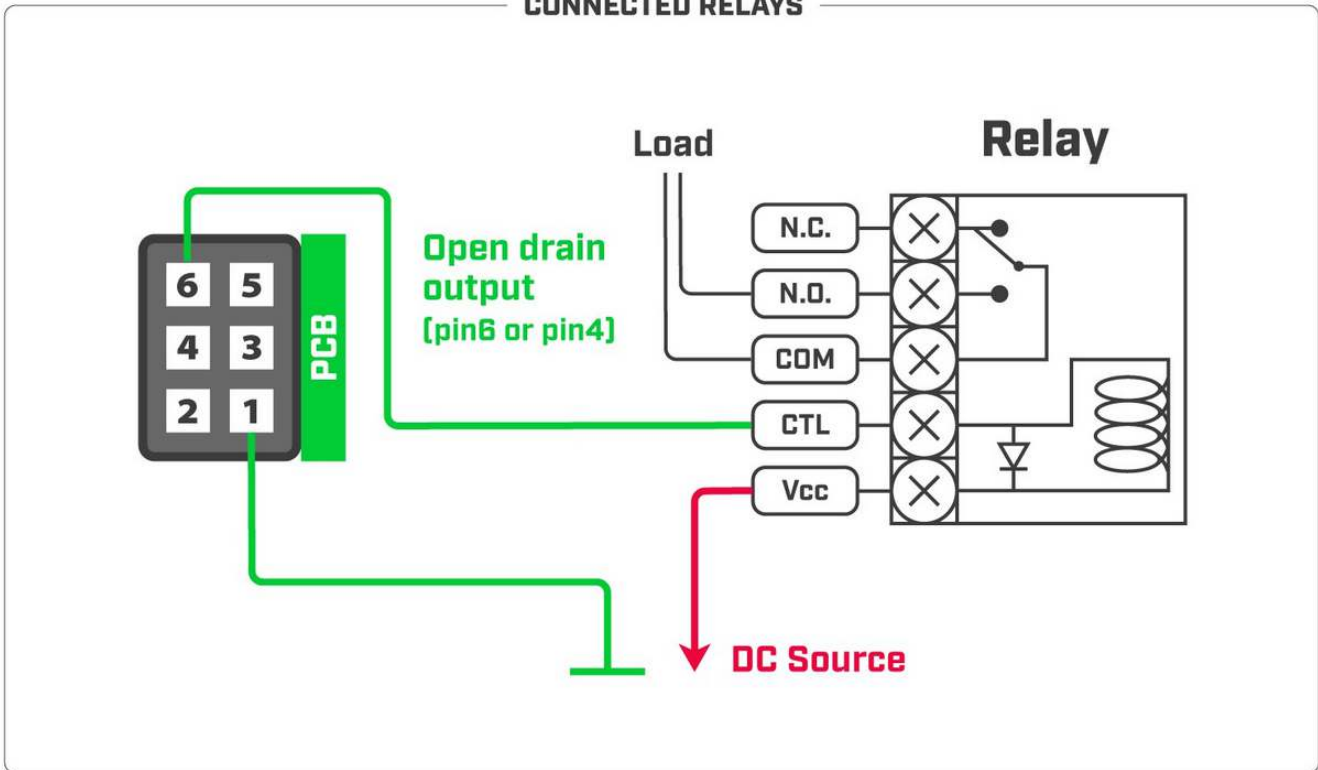 CONNECTED RELAYS
Load
Relay
N.C.
N.O.
COM
CTL
Vcc
Open drain
output
(pin6 or pin4)
6 5
4 3
2 1
PCB
DC Source